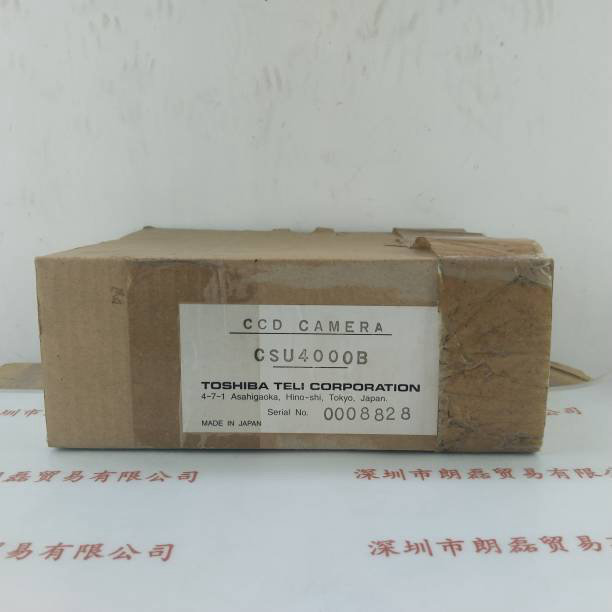 CCD CAMERA
CSU4000B
TOSHIBA TELI CORPORATION
4-7-1 Asahigaoka, Hino-shi, Tokyo, Japan.
Serial No. 0008828
MADE IN JAPAN
深圳市朗磊贸易有限公司
贸易有限公司
深圳市朗磊贸易
易有限公司
深圳市朗磊贸易